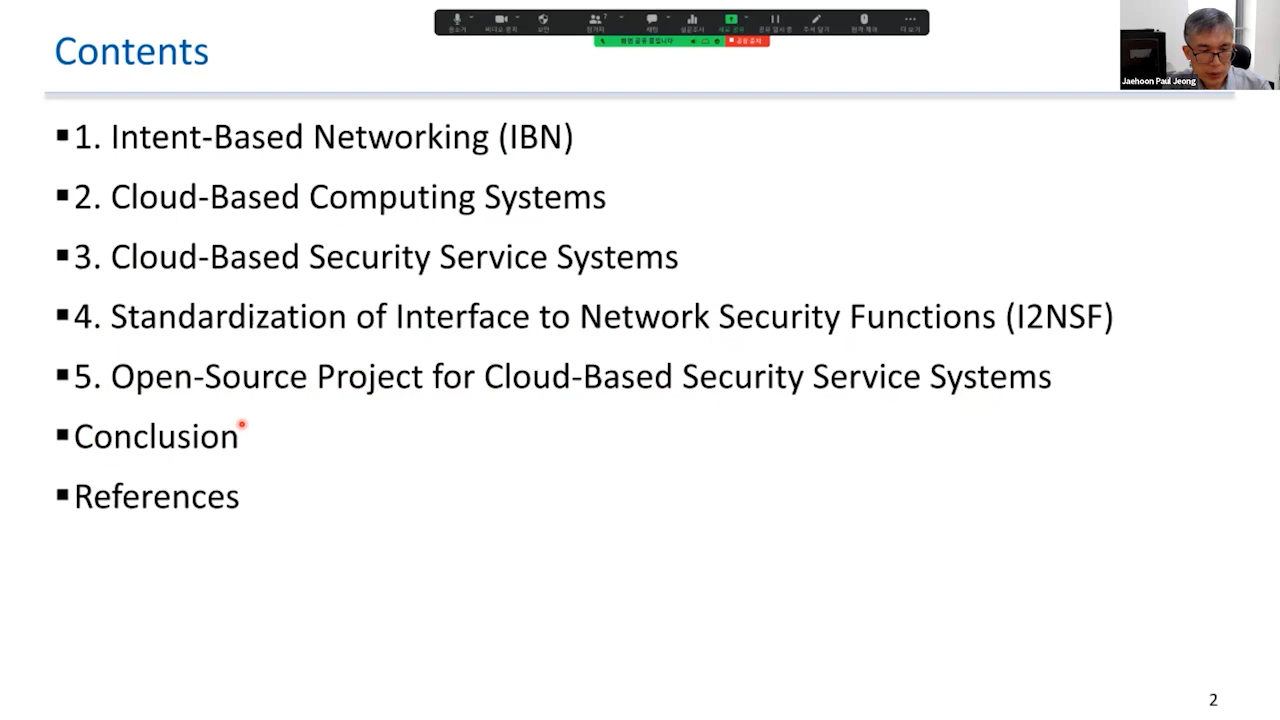 Contents
Jaehoon Paul Jeong
▪1. Intent-Based Networking (IBN)
▪2. Cloud-Based Computing Systems
▪3. Cloud-Based Security Service Systems
▪4. Standardization of Interface to Network Security Functions (I2NSF)
▪5. Open-Source Project for Cloud-Based Security Service Systems
▪Conclusion
▪References
2